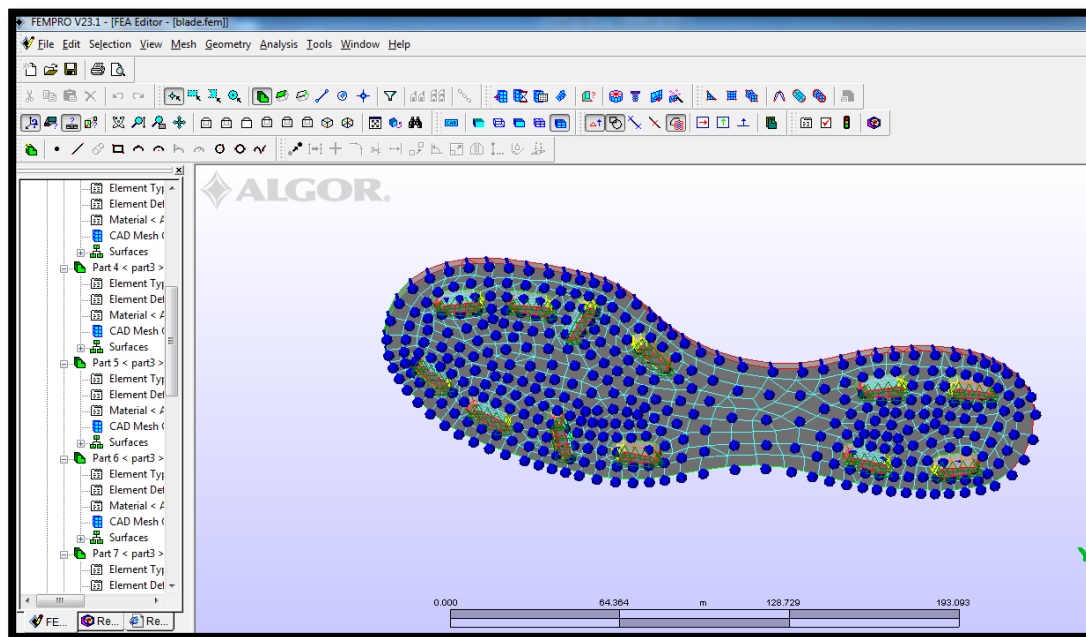 FEMPRO V23.1 - [FEA Editor - [blade.fem]]
File Edit Selection View Mesh Geometry Analysis Tools Window Help
ALGOR.
Element Typ
Element Def
Material < A
CAD Mesh
Surfaces
Part 4 < part3 >
Element Typ
Element Def
Material < A
CAD Mesh
Surfaces
Part 5 < part3 >
Element Typ
Element Def
Material < A
CAD Mesh
Surfaces
Part 6 < part3 >
Element Typ
Element Def
Material < A
CAD Mesh
Surfaces
Part 7 < part3 >
Element Typ
Element Def
Y
0.000 64.364 m 128.729 193.093
FE... Re... Re...